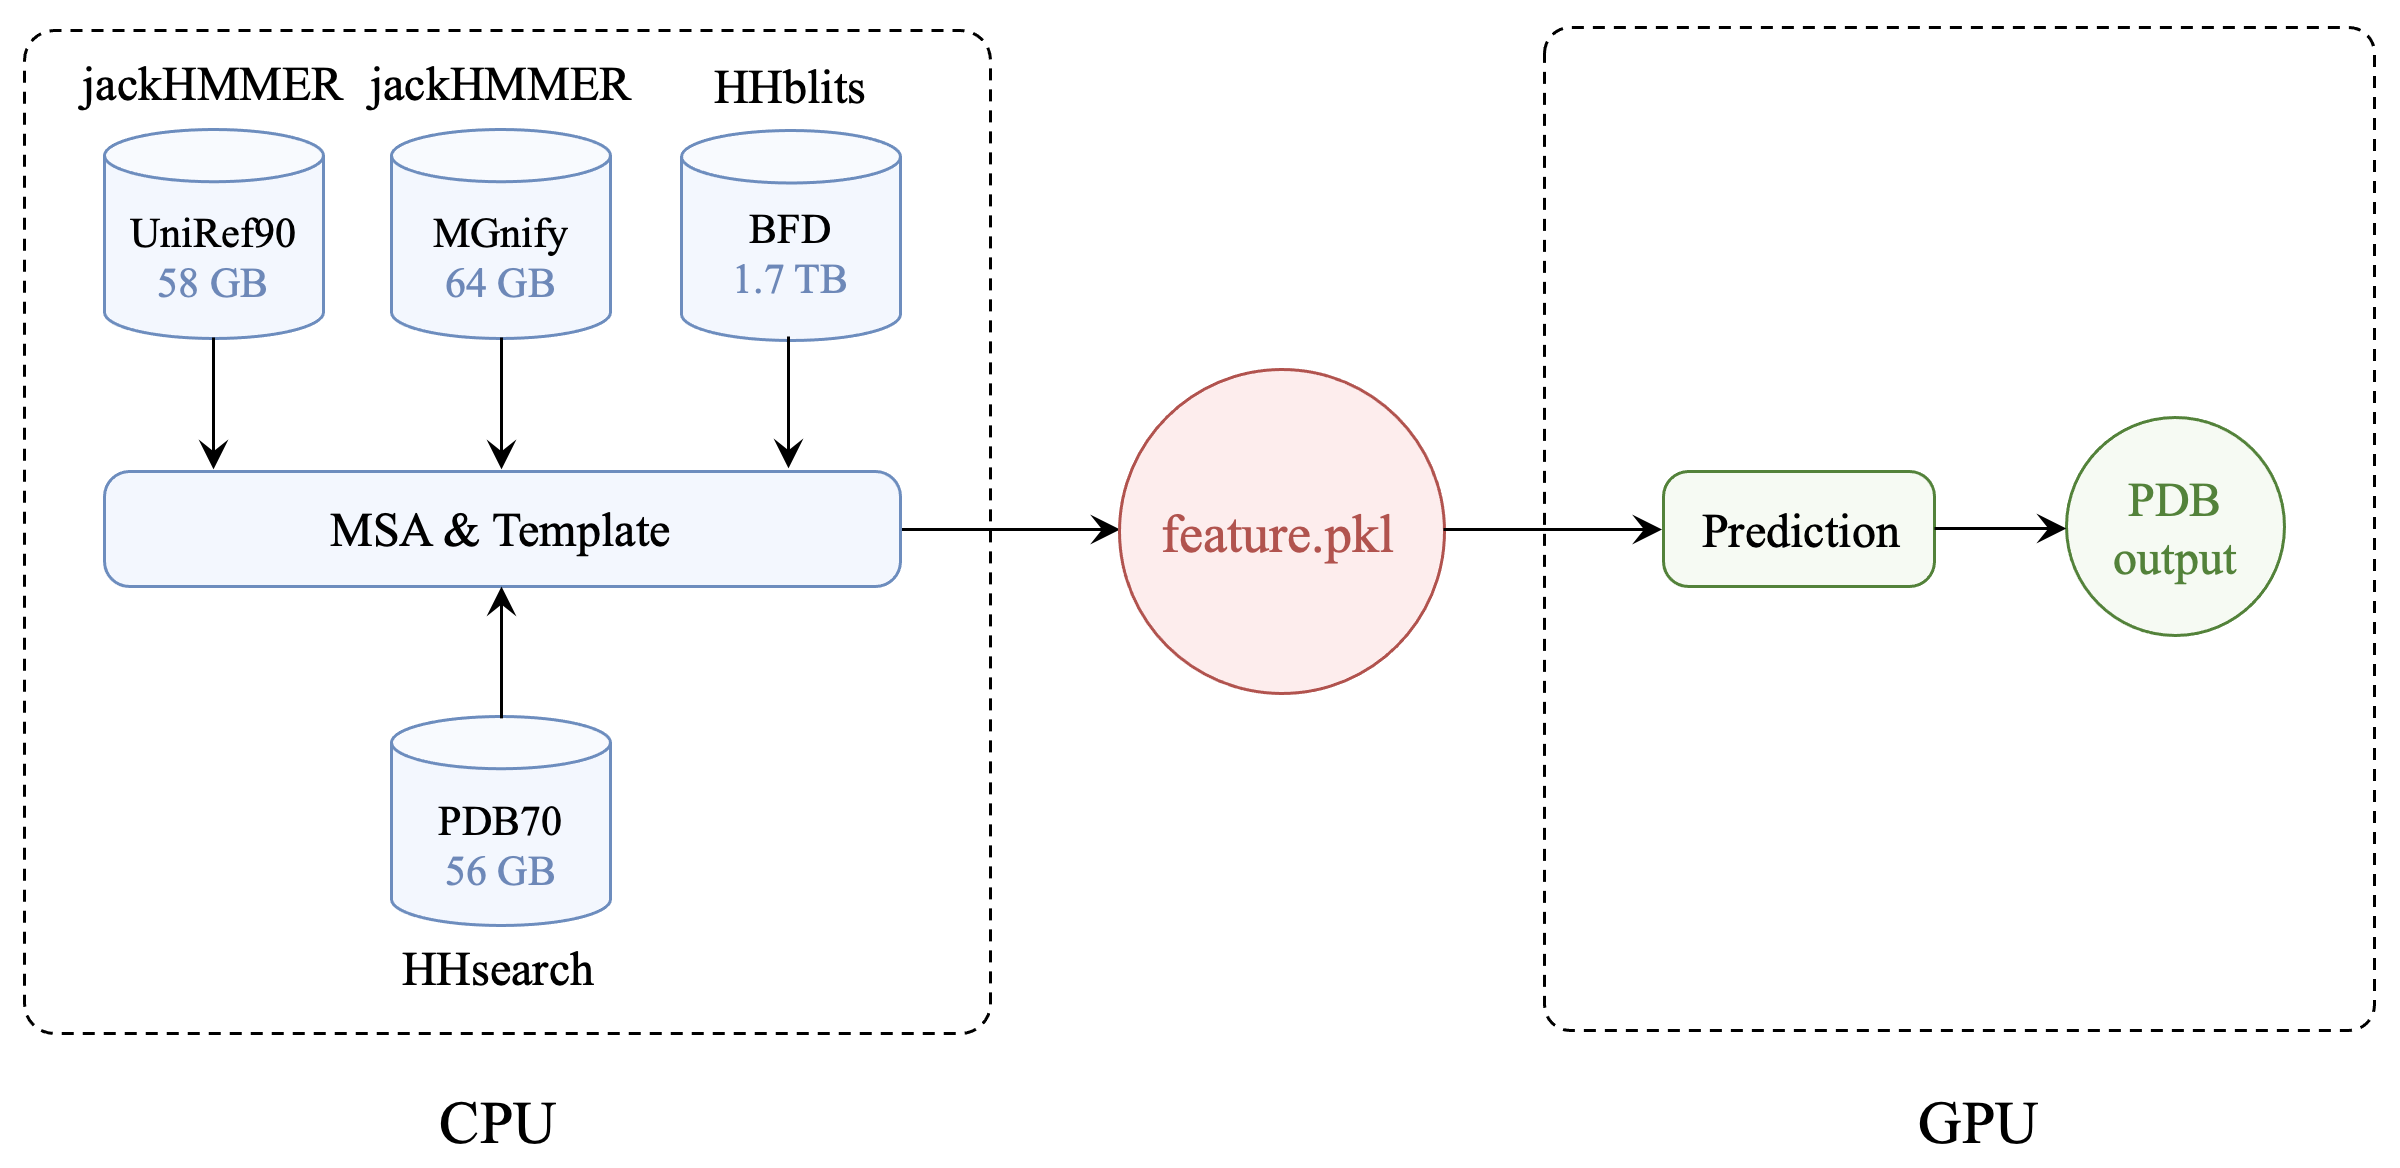 jackHMMER
jackHMMER
HHblits
UniRef90
58 GB
MGnify
64 GB
BFD
1.7 TB
MSA & Template
PDB70
56 GB
HHsearch
CPU
feature.pkl
Prediction
PDB
output
GPU